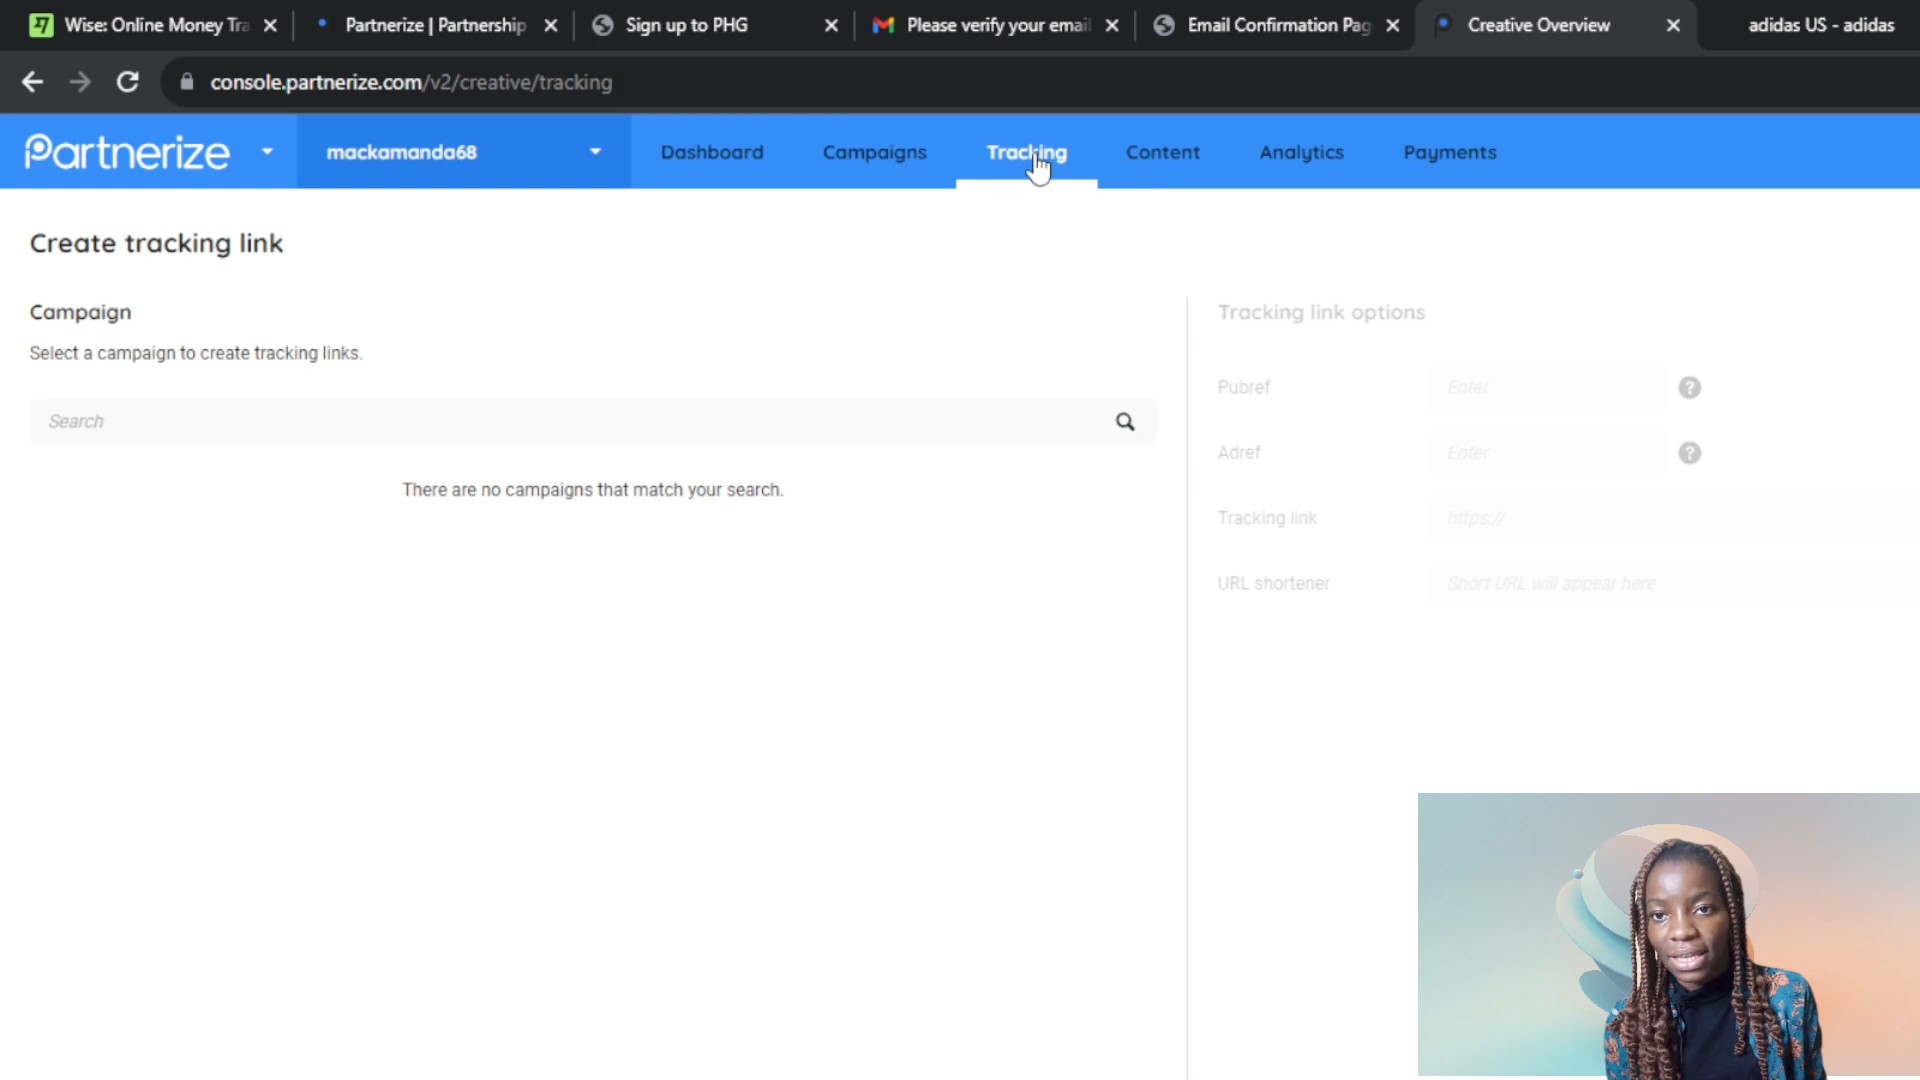 Wise: Online Money Tra
Partnerize | Partnership
Sign up to PHG
Please verify your email
Email Confirmation Pag
Creative Overview
adidas US - adidas
console.partnerize.com/v2/creative/tracking
Partnerize
mackamanda68
Dashboard
Campaigns
Tracking
Content
Analytics
Payments
Create tracking link
Campaign
Select a campaign to create tracking links.
Search
There are no campaigns that match your search.
Tracking link options
Pubref
Enter
?
Adref
Enter
?
Tracking link
https://
URL shortener
Short URL will appear here